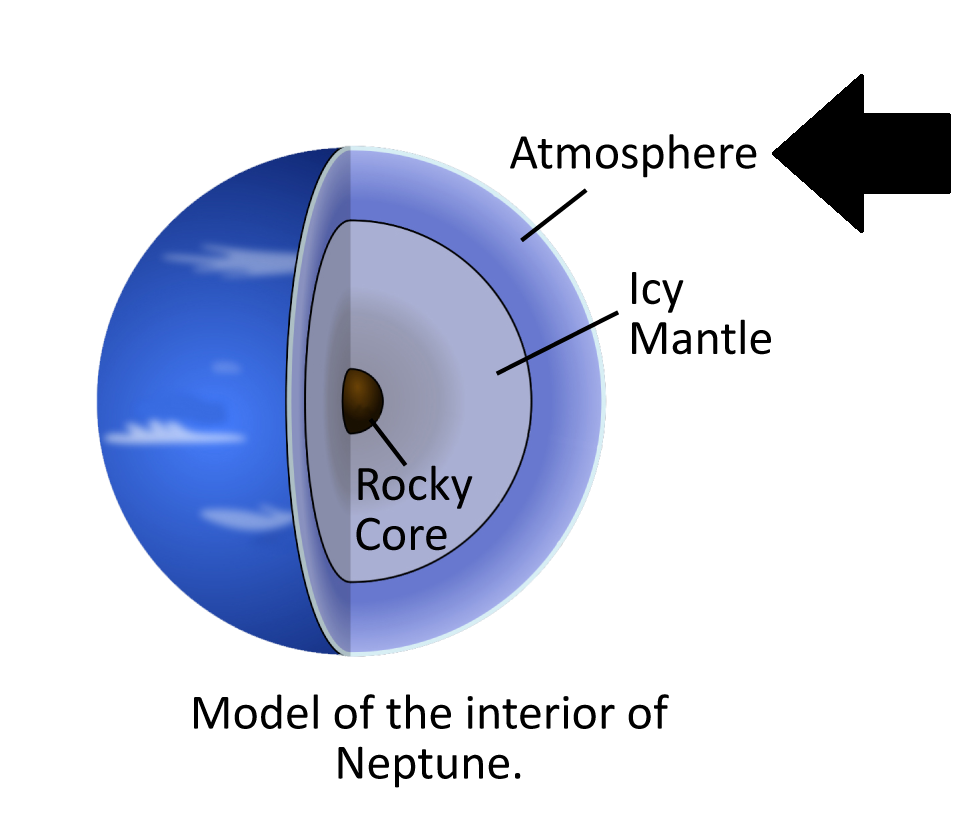 Atmosphere
Icy
Mantle
Rocky
Core
Model of the interior of
Neptune.